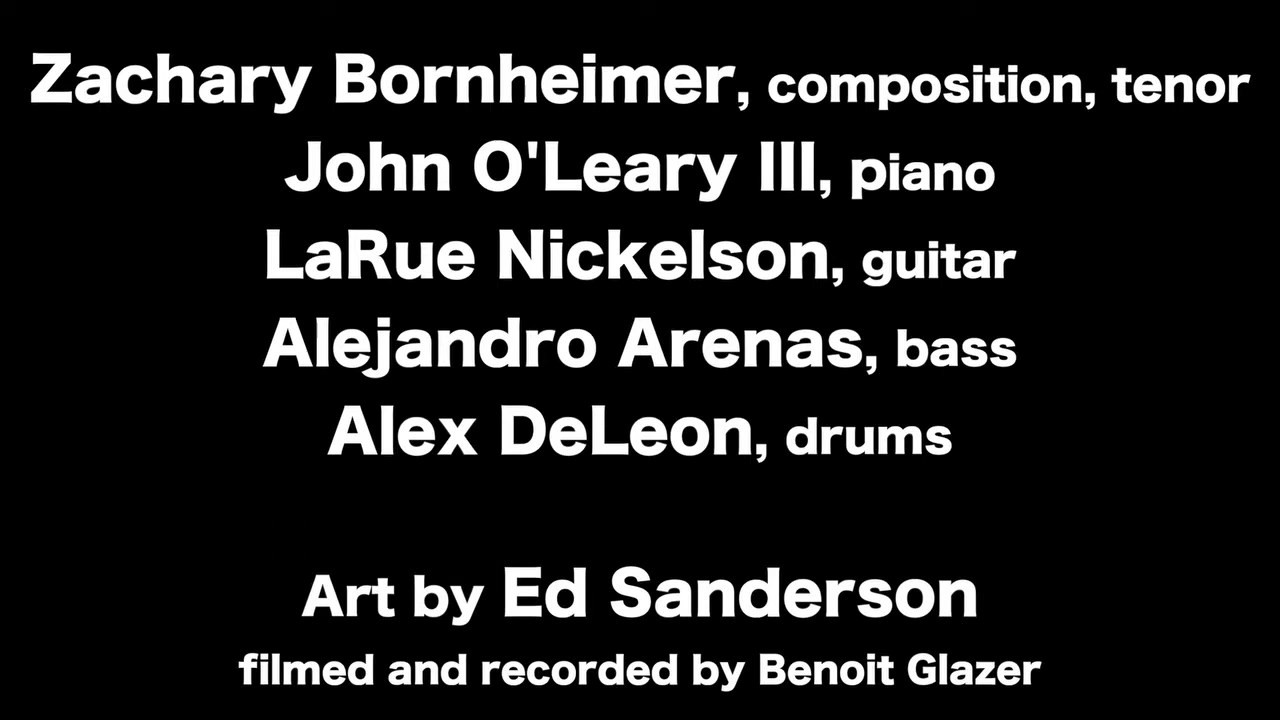 Zachary Bornheimer, composition, tenor
John O'Leary III, piano
LaRue Nickelson, guitar
Alejandro Arenas, bass
Alex DeLeon, drums
Art by Ed Sanderson
filmed and recorded by Benoit Glazer